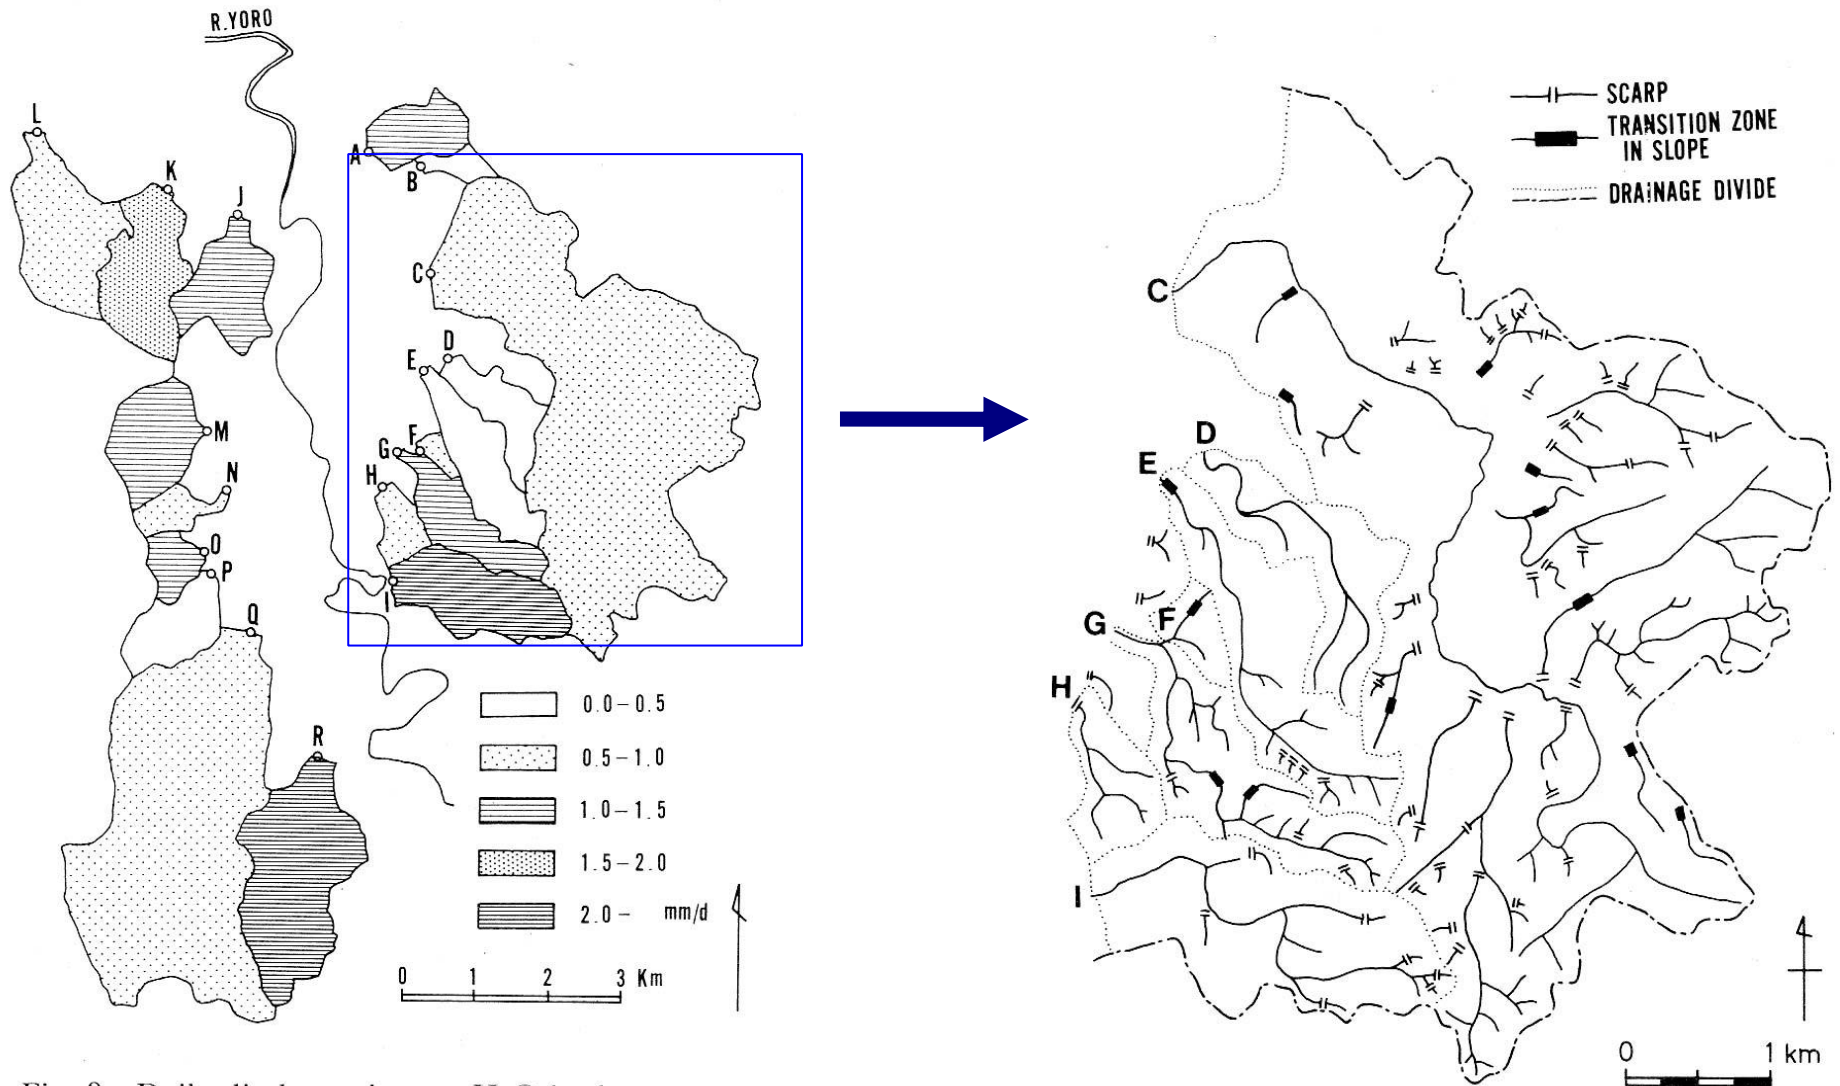 R.YORO
L
K
J
A
B
C
D
E
F
G
H
I
M
N
O
P
Q
R
0.0-0.5
0.5-1.0
1.0-1.5
1.5-2.0
2.0- mm/d
0 1 2 3 Km
SCARP
TRANSITION ZONE
IN SLOPE
DRAINAGE DIVIDE
C
D
E
F
G
H
I
0 1 km